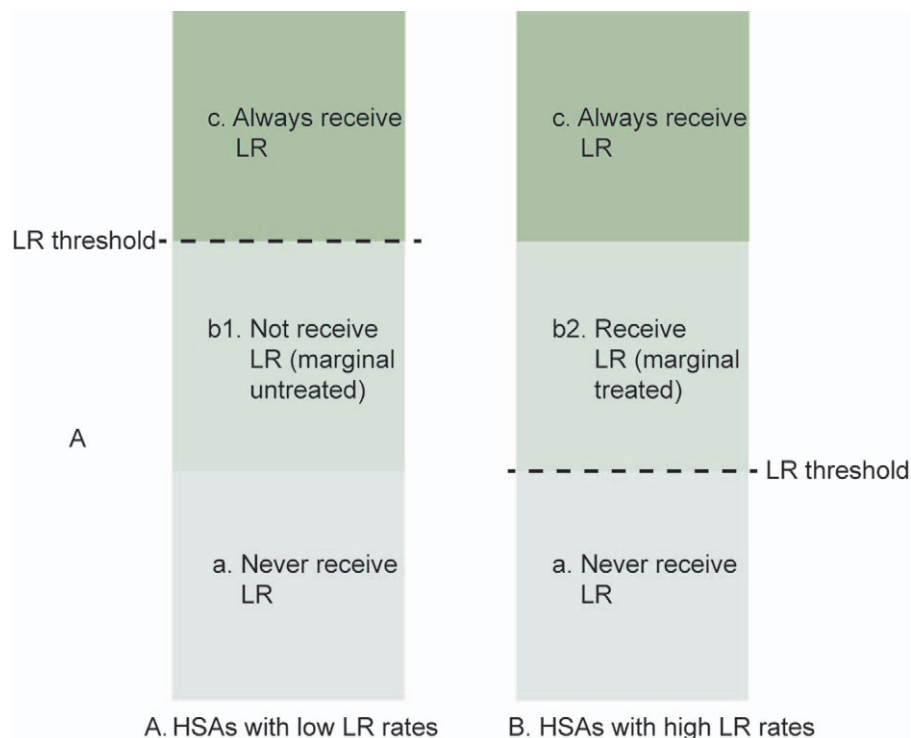 c. Always receive
LR
c. Always receive
LR
LR threshold
b1. Not receive
LR (marginal
untreated)
b2. Receive
LR (marginal
treated)
A
LR threshold
a. Never receive
LR
a. Never receive
LR
A. HSAs with low LR rates
B. HSAs with high LR rates